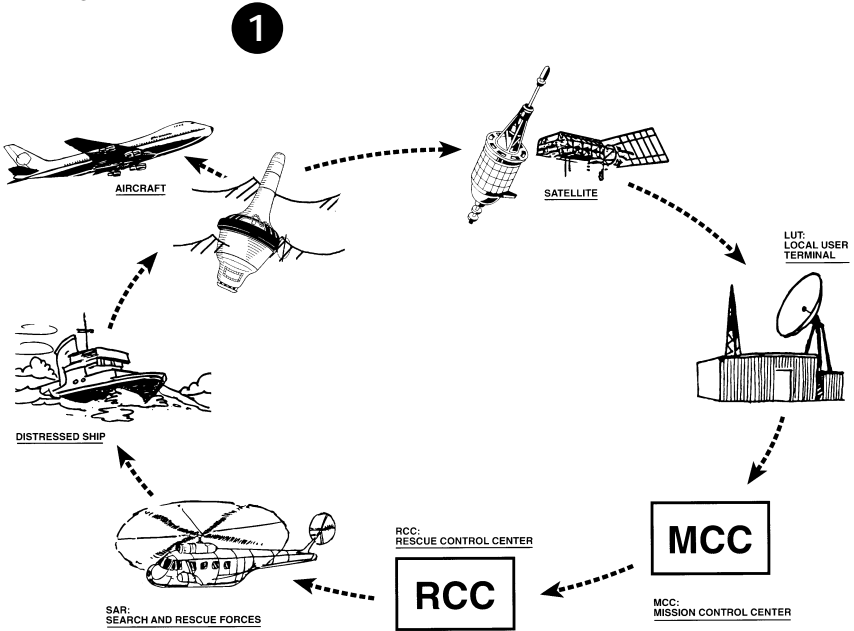 1
AIRCRAFT
SATELLITE
LUT:
LOCAL USER
TERMINAL
DISTRESSED SHIP
MCC
MCC:
MISSION CONTROL CENTER
RCC:
RESCUE CONTROL CENTER
RCC
SAR:
SEARCH AND RESCUE FORCES